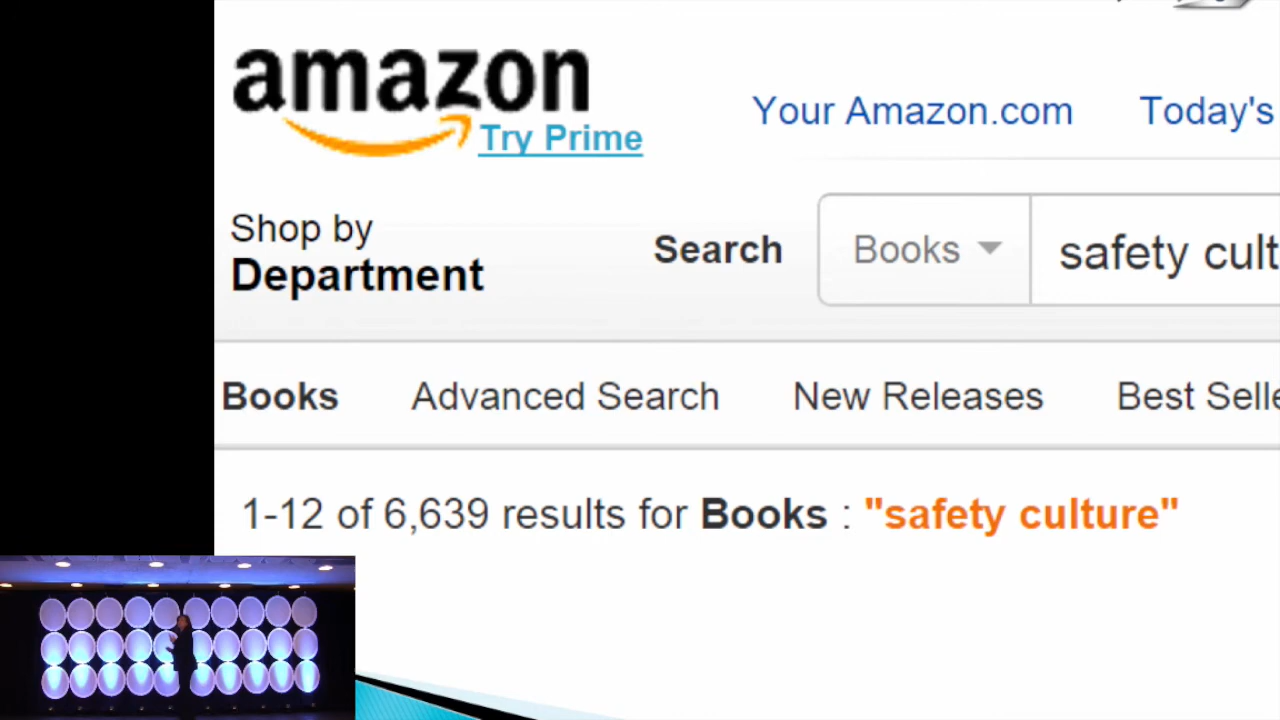 amazon
Try Prime
Your Amazon.com Today's
Shop by
Department
Search Books safety cult
Books Advanced Search New Releases Best Selle
1-12 of 6,639 results for Books : "safety culture"